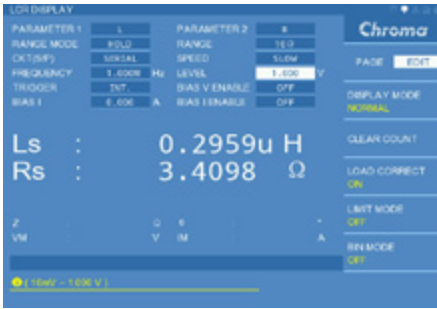 LCR DISPLAY
PARAMETER 1 L PARAMETER 2 R
RANGE MODE HOLD RANGE 10Ω
CKT(S/P) SERIAL SPEED SLOW
FREQUENCY 1.0000 Hz LEVEL 1.000 V
TRIGGER INT. BIAS V ENABLE OFF
BIAS I 0.000 A BIAS I ENABLE OFF
Ls : 0.2959u H
Rs : 3.4098 Ω
Z : Ω θ : °
VM : V IM : A
( 10mV ~ 1.000 V )
Chroma
PAGE EDIT
DISPLAY MODE
NORMAL
CLEAR COUNT
LOAD CORRECT
ON
LIMIT MODE
OFF
BIN MODE
OFF